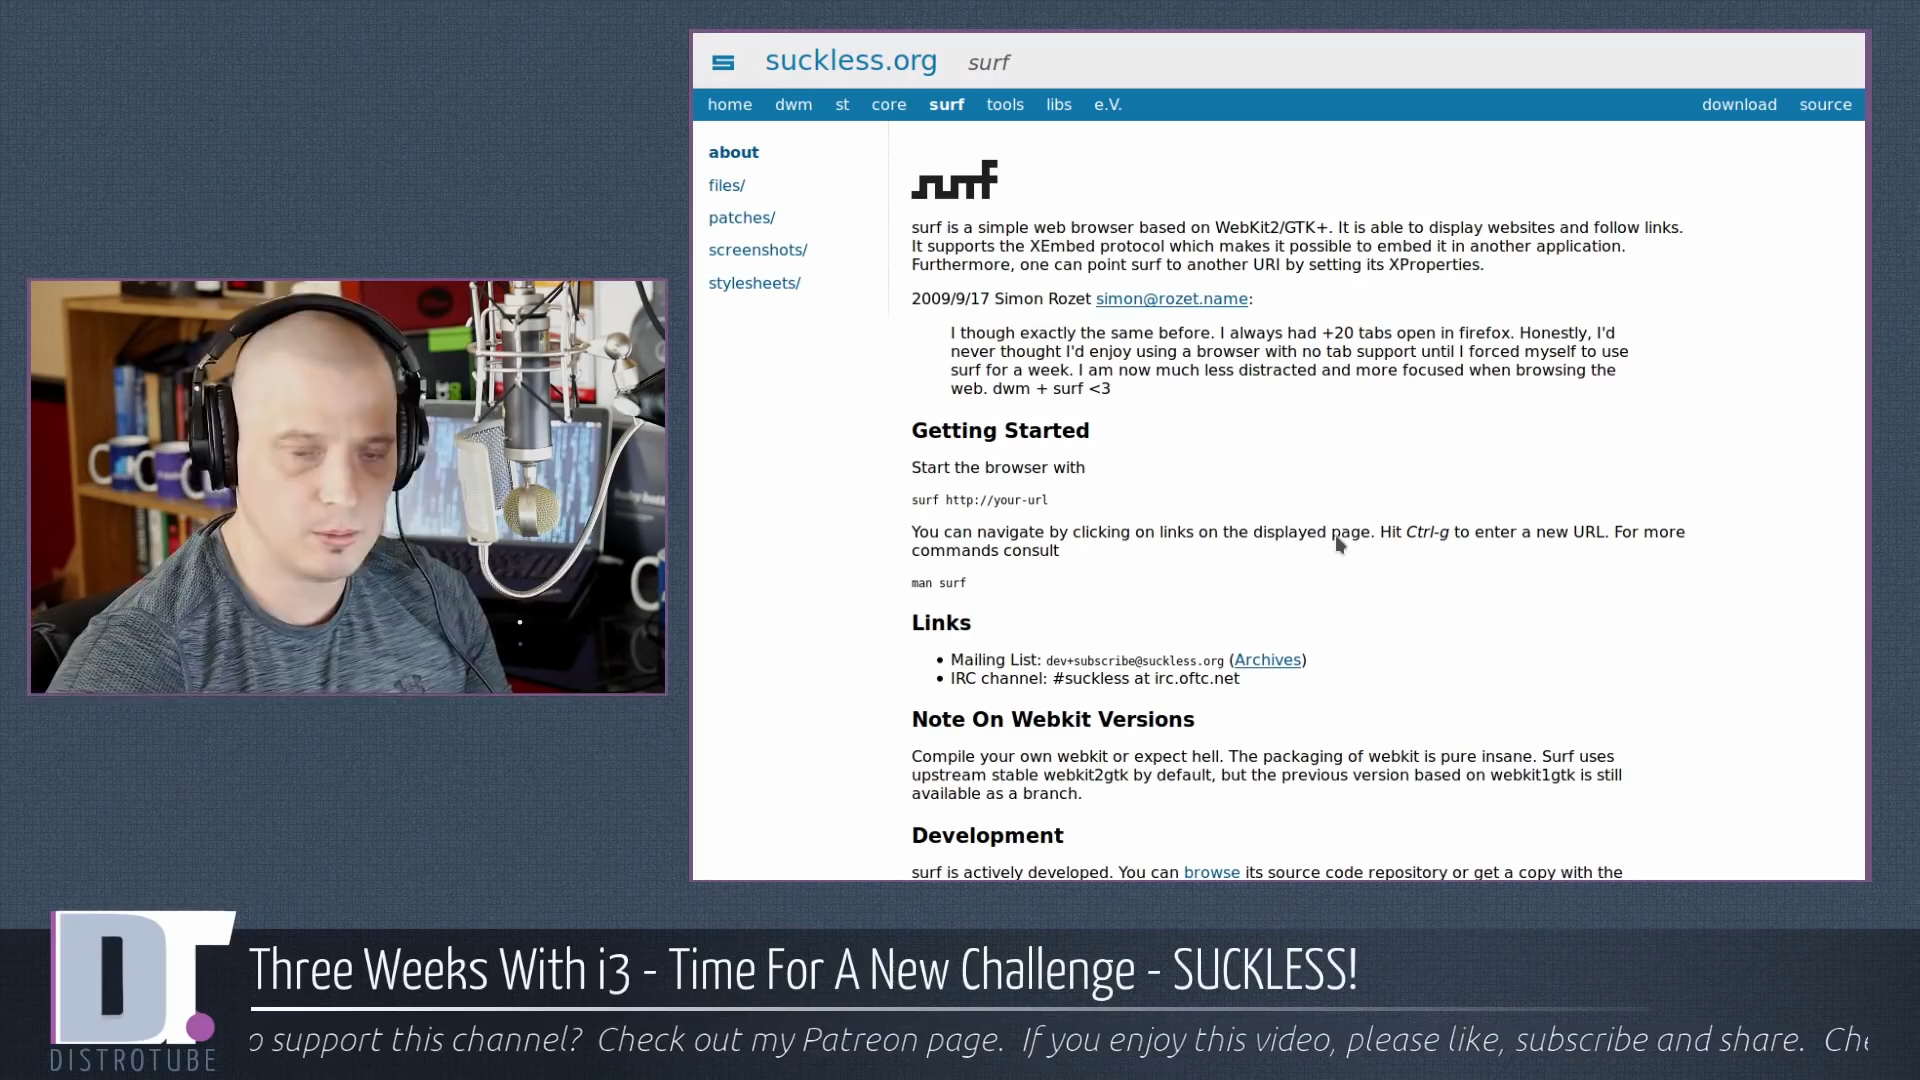 suckless.org surf
home dwm st core surf tools libs e.V. download source
about
files/
patches/
screenshots/
stylesheets/
surf
surf is a simple web browser based on WebKit2/GTK+. It is able to display websites and follow links.
It supports the XEmbed protocol which makes it possible to embed it in another application.
Furthermore, one can point surf to another URI by setting its XProperties.
2009/9/17 Simon Rozet simon@rozet.name:
I though exactly the same before. I always had +20 tabs open in firefox. Honestly, I'd
never thought I'd enjoy using a browser with no tab support until I forced myself to use
surf for a week. I am now much less distracted and more focused when browsing the
web. dwm + surf <3
Getting Started
Start the browser with
surf http://your-url
You can navigate by clicking on links on the displayed page. Hit Ctrl-g to enter a new URL. For more
commands consult
man surf
Links
• Mailing List: dev+subscribe@suckless.org (Archives)
• IRC channel: #suckless at irc.oftc.net
Note On Webkit Versions
Compile your own webkit or expect hell. The packaging of webkit is pure insane. Surf uses
upstream stable webkit2gtk by default, but the previous version based on webkit1gtk is still
available as a branch.
Development
surf is actively developed. You can browse its source code repository or get a copy with the
DT
DISTROTUBE
Three Weeks With i3 - Time For A New Challenge - SUCKLESS!
o support this channel? Check out my Patreon page. If you enjoy this video, please like, subscribe and share. Che